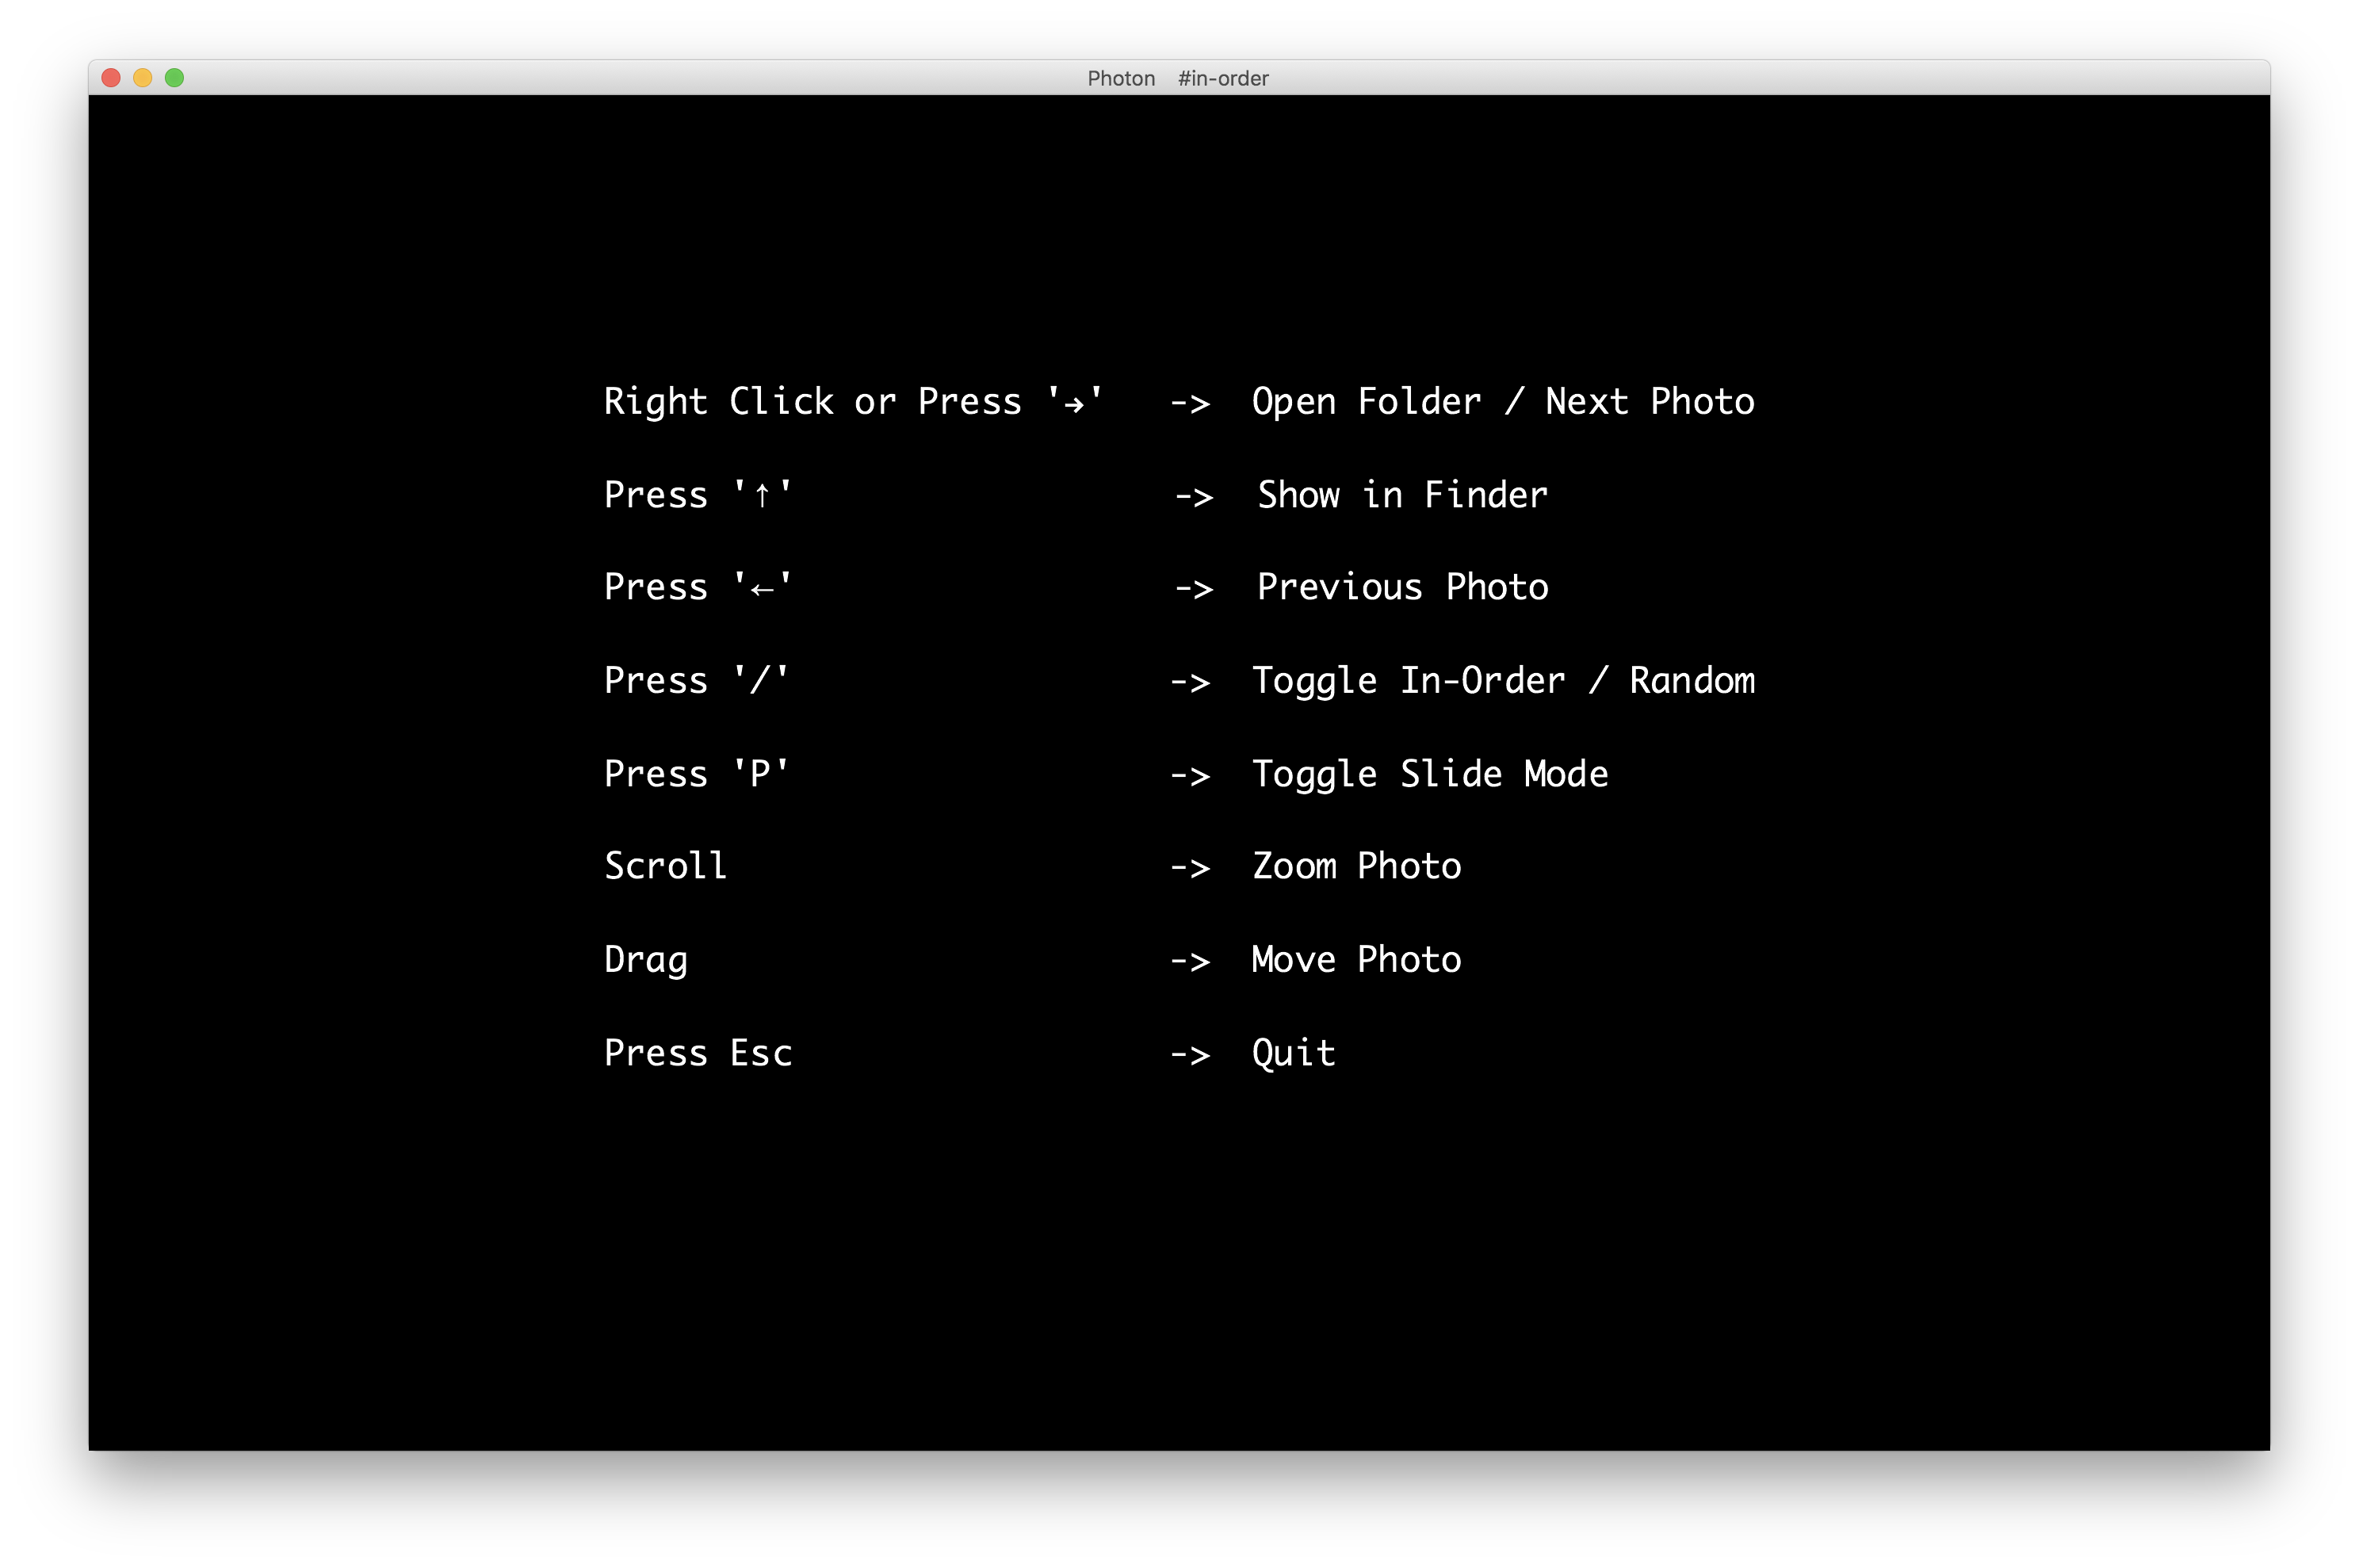 Photon #in-order
Right Click or Press '→' -> Open Folder / Next Photo
Press '↑' -> Show in Finder
Press '←' -> Previous Photo
Press '/' -> Toggle In-Order / Random
Press 'P' -> Toggle Slide Mode
Scroll -> Zoom Photo
Drag -> Move Photo
Press Esc -> Quit